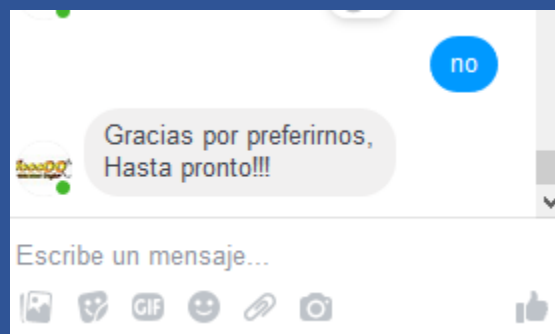 no
Gracias por preferirnos,
Hasta pronto!!!
Escribe un mensaje...
GIF